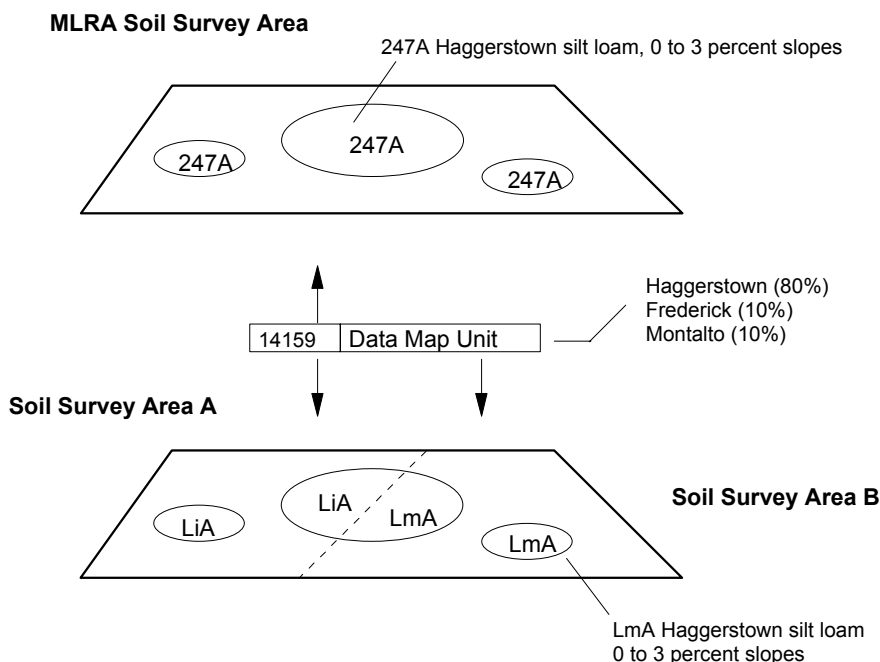 MLRA Soil Survey Area
247A Haggerstown silt loam, 0 to 3 percent slopes
247A
247A
247A
Haggerstown (80%)
Frederick (10%)
Montalto (10%)
14159 Data Map Unit
Soil Survey Area A
LiA
LmA
Soil Survey Area B
LiA
LmA
LmA Haggerstown silt loam
0 to 3 percent slopes